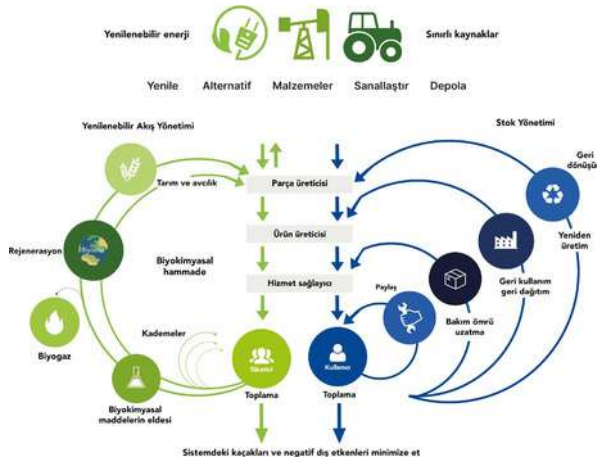 Yenilenebilir enerji
Sınırlı kaynaklar
Yenile Alternatif Malzemeler Sanallaştır Depola
Yenilenebilir Akış Yönetimi
Stok Yönetimi
Geri
dönüşü
Tarım ve avcılık
Parça üreticisi
Yeniden
üretim
Ürün üreticisi
Rejenerasyon
Biyokimyasal
hammade
Hizmet sağlayıcı
Geri kullanım
geri dağıtım
Paylaş
Bakım ömrü
uzatma
Biyogaz
Kademeler
Tüketici
Kullanıcı
Toplama
Toplama
Biyokimyasal
maddelerin eldesi
Sistemdeki kaçakları ve negatif dış etkenleri minimize et